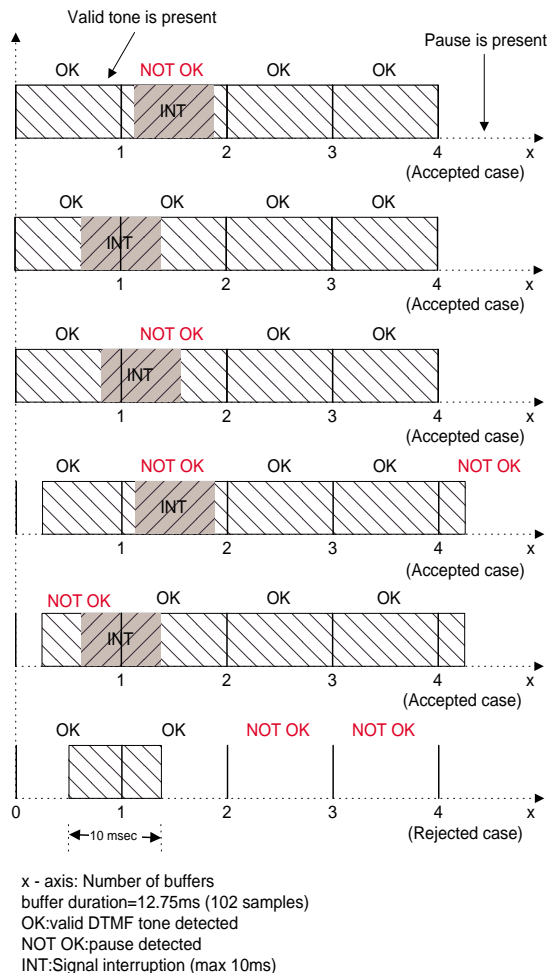 Valid tone is present
Pause is present
OK NOT OK OK OK
INT
1 2 3 4 x
(Accepted case)
OK OK OK OK
INT
1 2 3 4 x
(Accepted case)
OK NOT OK OK OK
INT
1 2 3 4 x
(Accepted case)
OK NOT OK OK OK NOT OK
INT
1 2 3 4 x
(Accepted case)
NOT OK OK OK OK
INT
1 2 3 4 x
(Accepted case)
OK OK NOT OK NOT OK
0 1 2 3 4 x
(Rejected case)
10 msec
x - axis: Number of buffers
buffer duration=12.75ms (102 samples)
OK:valid DTMF tone detected
NOT OK:pause detected
INT:Signal interruption (max 10ms)